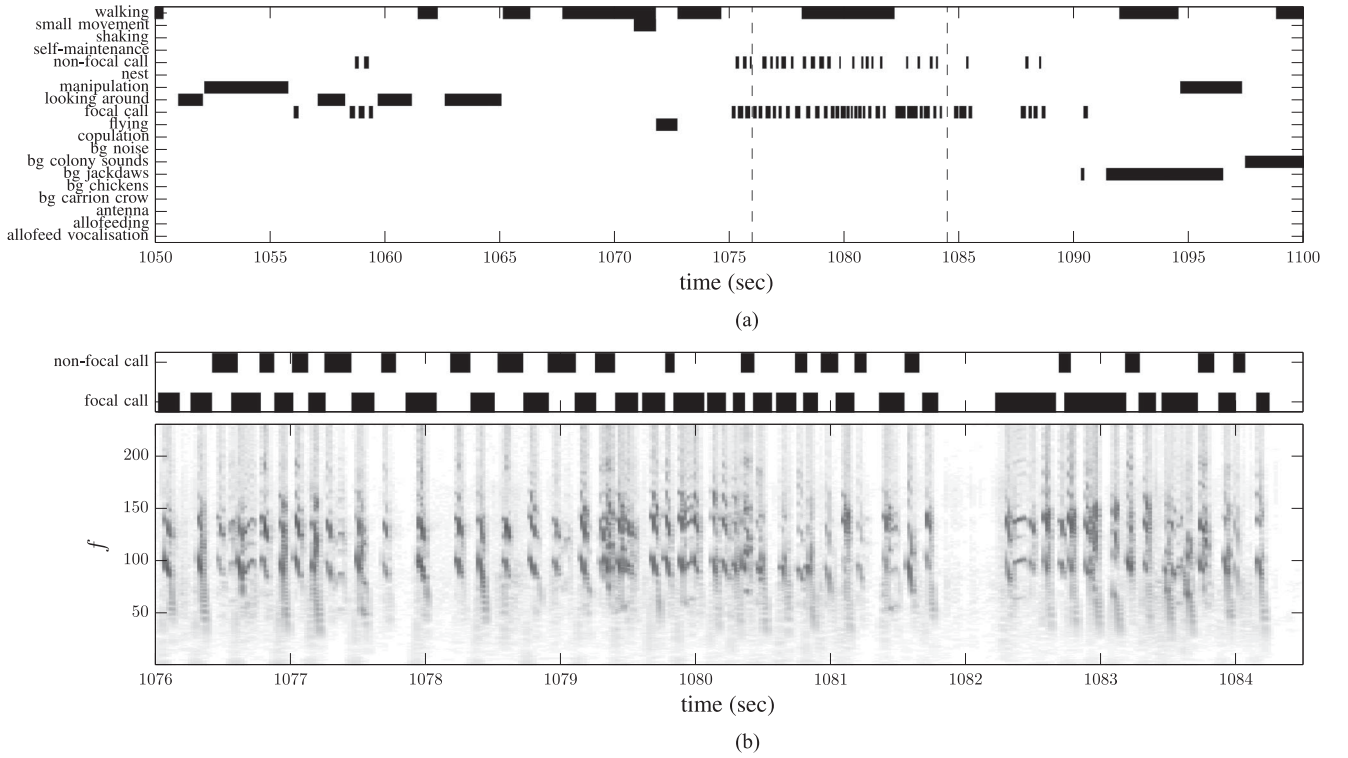 walking
small movement
shaking
self-maintenance
non-focal call
nest
manipulation
looking around
focal call
flying
copulation
bg noise
bg colony sounds
bg jackdaws
bg chickens
bg carrion crow
antenna
allofeeding
allofeed vocalisation
1050 1055 1060 1065 1070 1075 1080 1085 1090 1095 1100
time (sec)
(a)
non-focal call
focal call
200
150
100
50
f
1076 1077 1078 1079 1080 1081 1082 1083 1084
time (sec)
(b)